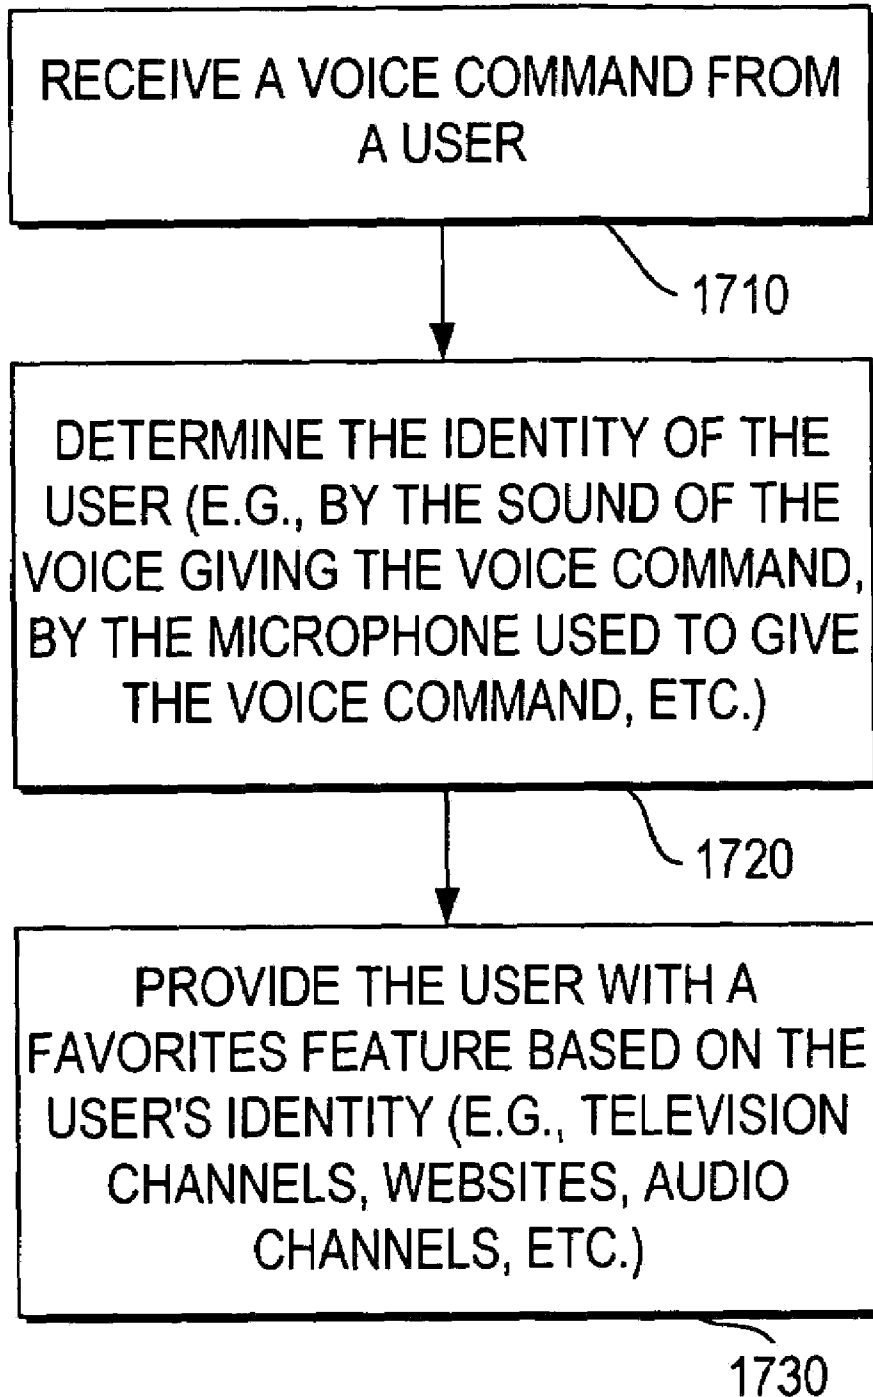 RECEIVE A VOICE COMMAND FROM
A USER
1710
DETERMINE THE IDENTITY OF THE
USER (E.G., BY THE SOUND OF THE
VOICE GIVING THE VOICE COMMAND,
BY THE MICROPHONE USED TO GIVE
THE VOICE COMMAND, ETC.)
1720
PROVIDE THE USER WITH A
FAVORITES FEATURE BASED ON THE
USER'S IDENTITY (E.G., TELEVISION
CHANNELS, WEBSITES, AUDIO
CHANNELS, ETC.)
1730